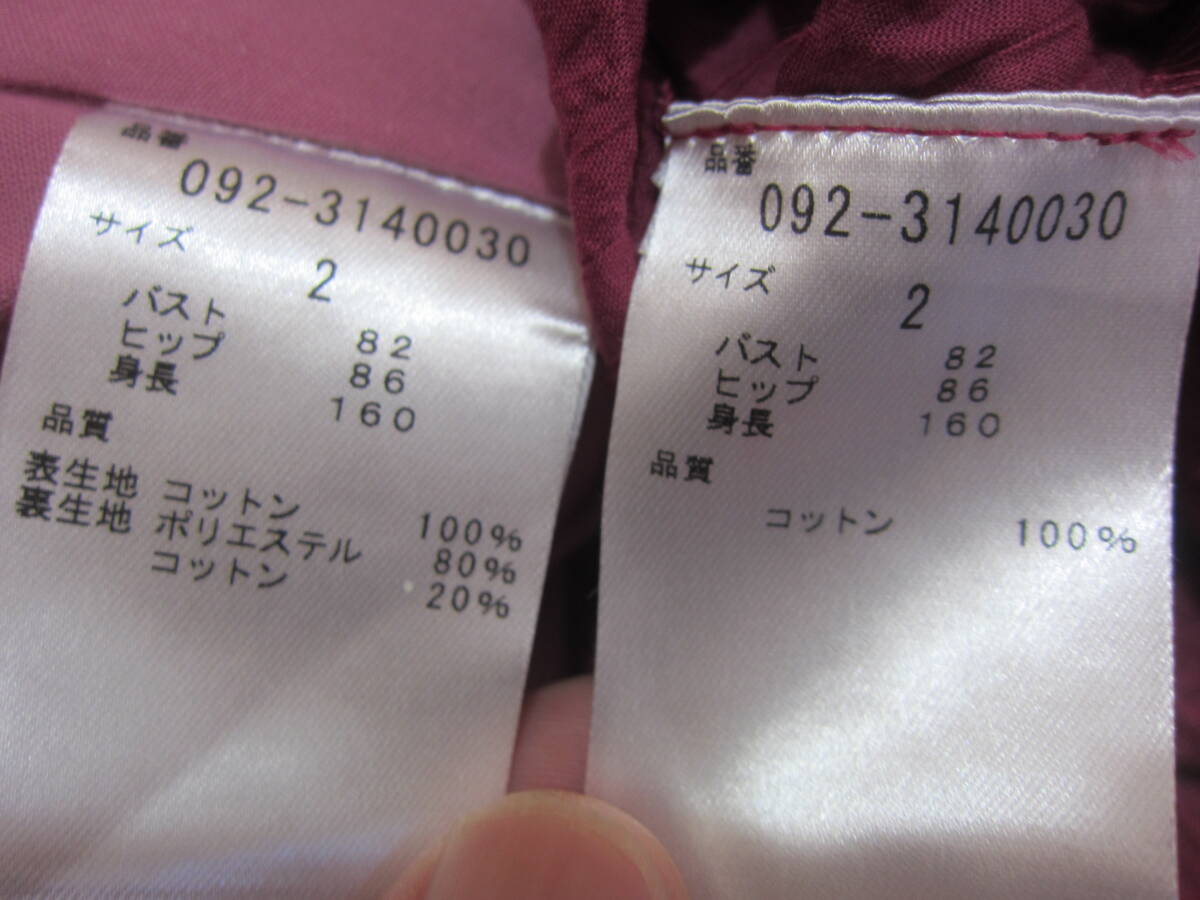 品番
092-3140030
サイズ
2
バスト 82
ヒップ 86
身長 160
品質
表生地 コットン 100%
裏生地 ポリエステル 80%
コットン 20%
品番
092-3140030
サイズ
2
バスト 82
ヒップ 86
身長 160
品質
コットン 100%